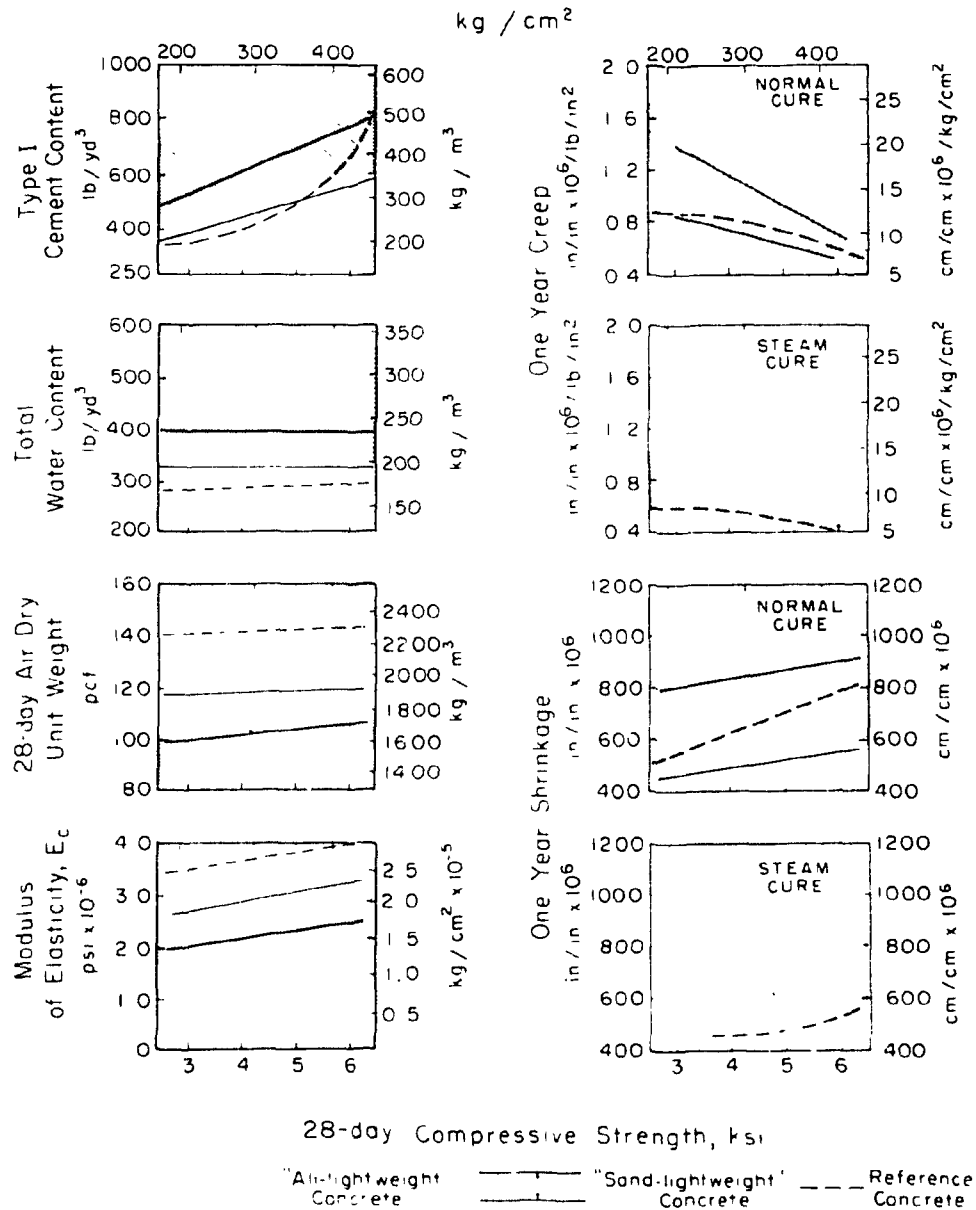 kg / cm²
200 300 400
1000
800
600
400
250
600
500
400
300
200
Type I
Cement Content
lb / yd³
kg / m³
200 300 400
2 0
1 6
1 2
0 8
0 4
NORMAL
CURE
25
20
15
10
5
in / in x 10⁶/lb / in²
cm / cm x 10⁶/kg/cm²
One Year Creep
600
500
400
300
200
350
300
250
200
150
Total
Water Content
lb / yd³
kg / m³
2 0
1 6
1 2
0 8
0 4
STEAM
CURE
25
20
15
10
5
in / in x 10⁶/lb / in²
cm/cm x 10⁶/kg/cm²
160
140
120
100
80
2400
2200
2000
1800
1600
1400
28-day Air Dry
Unit Weight
pcf
kg / m³
1200
1000
800
600
400
NORMAL
CURE
1200
1000
800
600
400
in / in x 10⁶
cm / cm x 10⁶
One Year Shrinkage
4 0
3 0
2 0
1 0
0
2 5
2 0
1 5
1.0
0 5
Modulus
of Elasticity, Ec
psi x 10⁻⁶
kg/cm² x 10⁻⁵
3 4 5 6
1200
1000
800
600
400
STEAM
CURE
1200
1000
800
600
400
in / in x 10⁶
cm / cm x 10⁶
3 4 5 6
28-day Compressive Strength, ksi
"All-lightweight "Sand-lightweight" Reference
Concrete Concrete Concrete